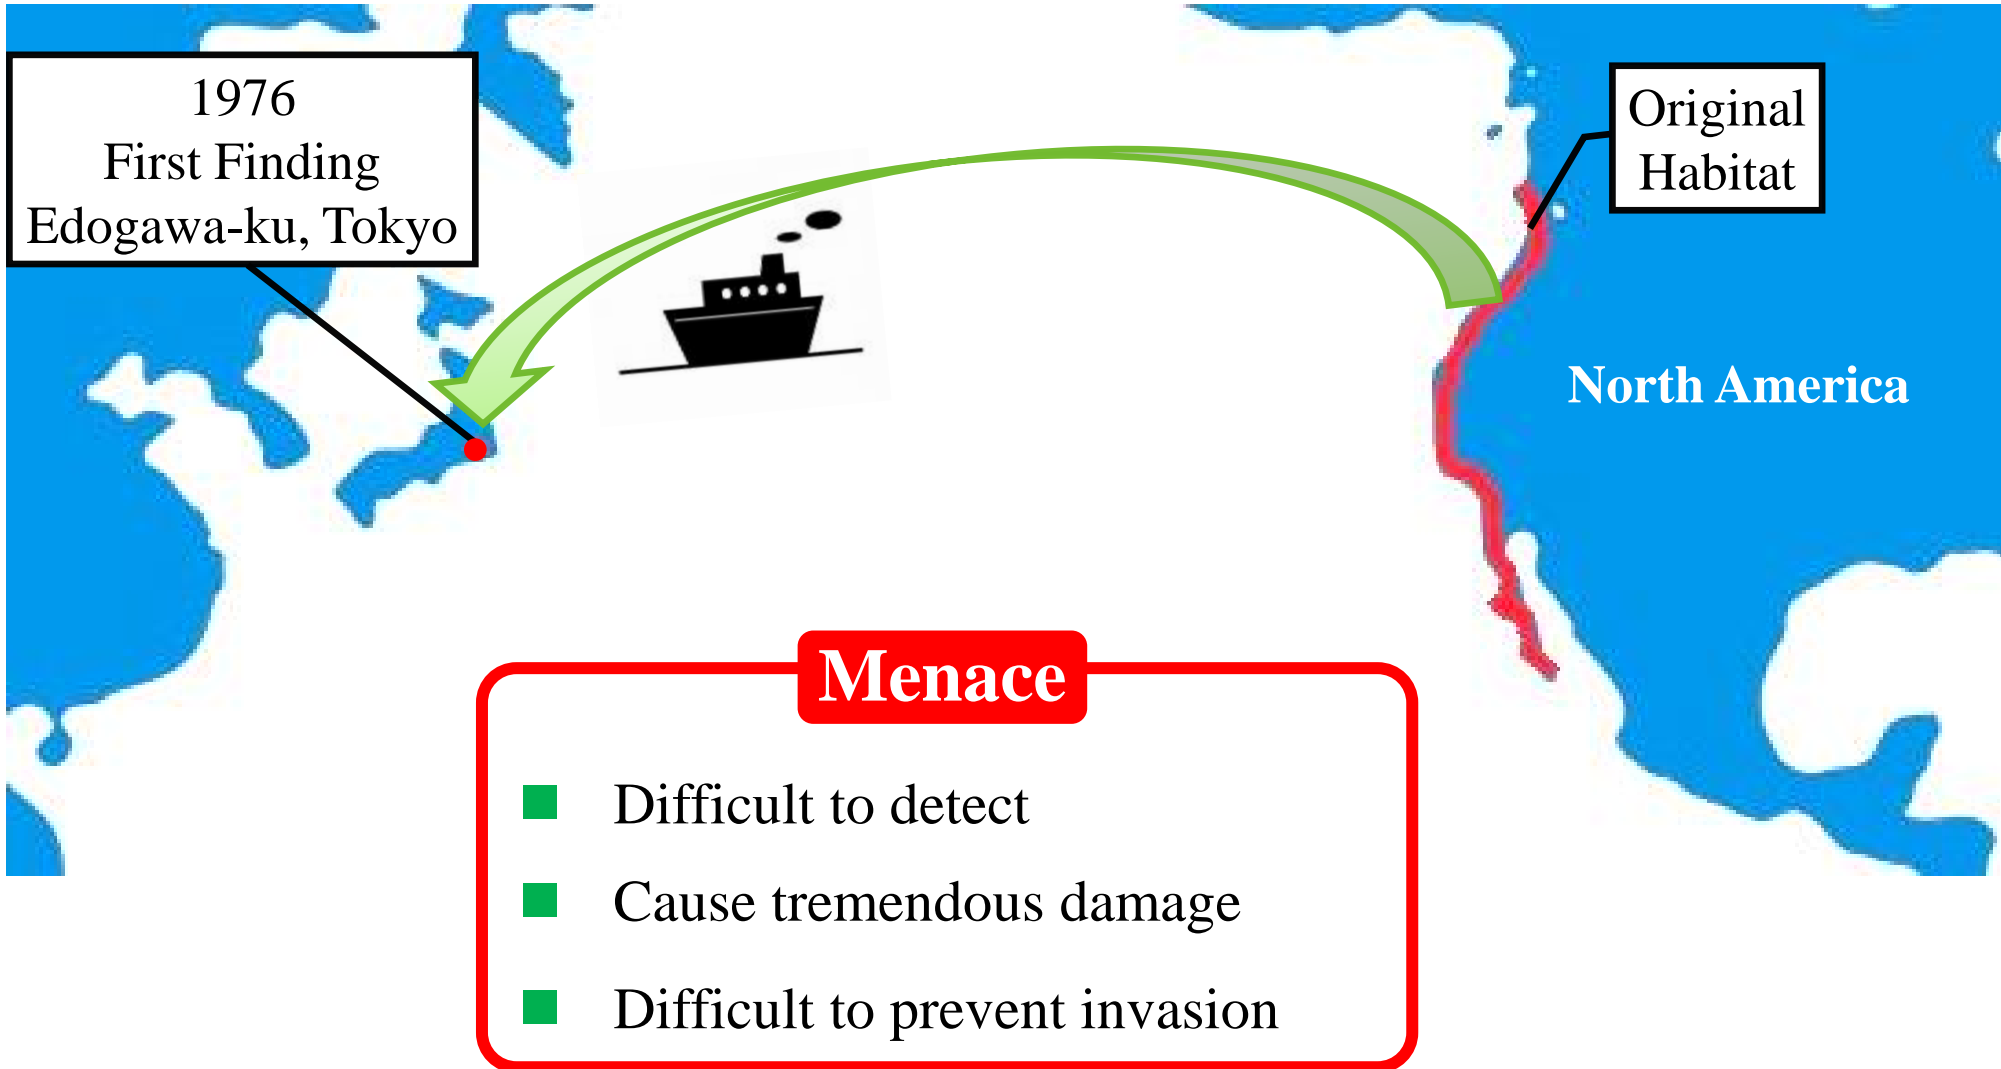 1976
First Finding
Edogawa-ku, Tokyo
Original
Habitat
North America
Menace
Difficult to detect
Cause tremendous damage
Difficult to prevent invasion